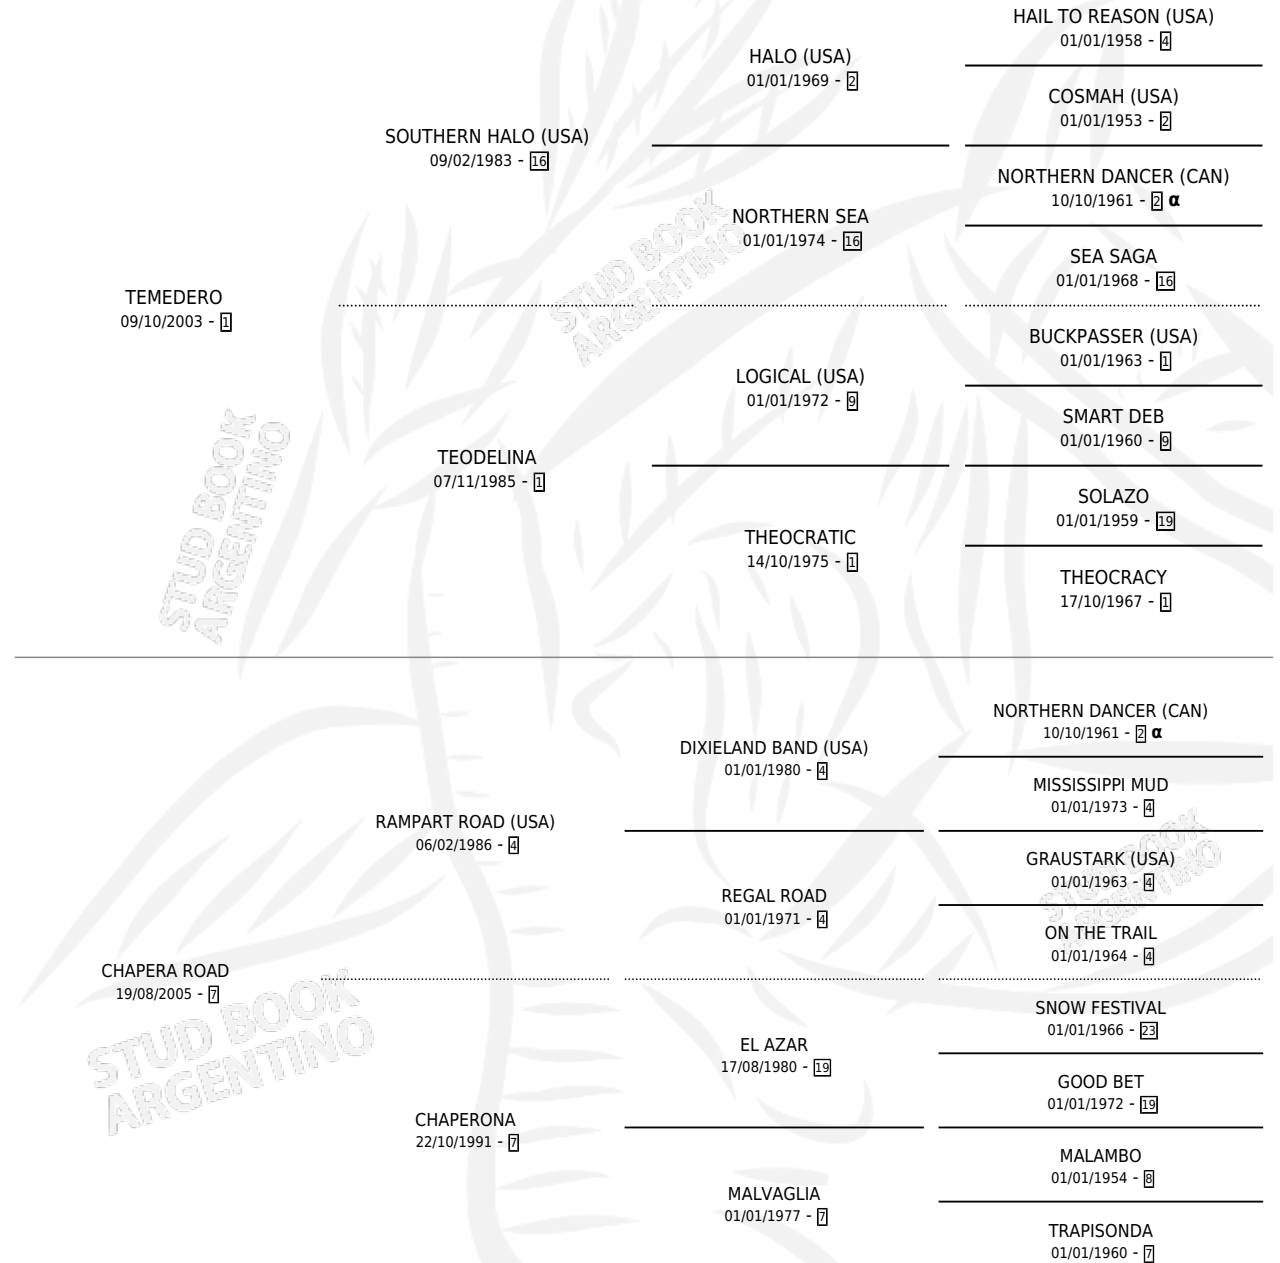 HAIL TO REASON (USA)
01/01/1958 - 4
HALO (USA)
01/01/1969 - 2
COSMAH (USA)
01/01/1953 - 2
SOUTHERN HALO (USA)
09/02/1983 - 16
NORTHERN DANCER (CAN)
10/10/1961 - 2 α
NORTHERN SEA
01/01/1974 - 16
SEA SAGA
01/01/1968 - 16
STUD BOOK
ARGENTINO
TEMEDERO
09/10/2003 - 1
BUCKPASSER (USA)
01/01/1963 - 1
LOGICAL (USA)
01/01/1972 - 9
SMART DEB
01/01/1960 - 9
STUD BOOK
ARGENTINO
TEODELINA
07/11/1985 - 1
SOLAZO
01/01/1959 - 19
THEOCRATIC
14/10/1975 - 1
THEOCRACY
17/10/1967 - 1
NORTHERN DANCER (CAN)
10/10/1961 - 2 α
DIXIELAND BAND (USA)
01/01/1980 - 4
MISSISSIPPI MUD
01/01/1973 - 4
RAMPART ROAD (USA)
06/02/1986 - 4
STUD BOOK
ARGENTINO
GRAUSTARK (USA)
01/01/1963 - 4
REGAL ROAD
01/01/1971 - 4
ON THE TRAIL
01/01/1964 - 4
CHAPERA ROAD
19/08/2005 - 7
STUD BOOK
ARGENTINO
SNOW FESTIVAL
01/01/1966 - 23
EL AZAR
17/08/1980 - 19
GOOD BET
01/01/1972 - 19
CHAPERONA
22/10/1991 - 7
MALAMBO
01/01/1954 - 8
MALVAGLIA
01/01/1977 - 7
TRAPISONDA
01/01/1960 - 7